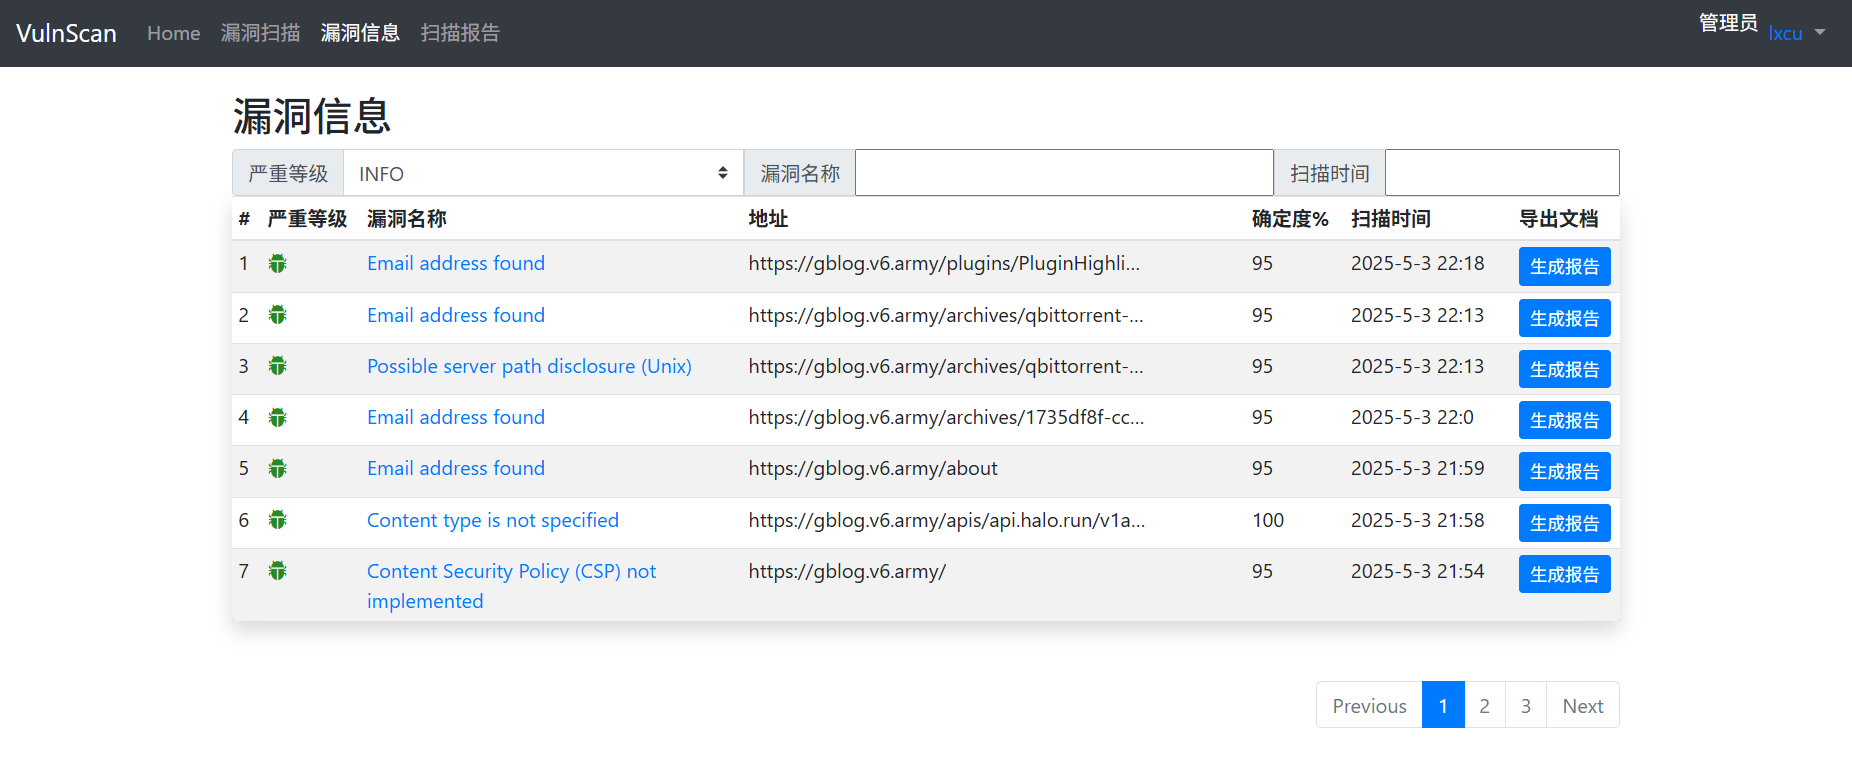 VulnScan Home 漏洞扫描 漏洞信息 扫描报告 管理员 lxcu
漏洞信息
严重等级 INFO 漏洞名称 扫描时间
# 严重等级 漏洞名称 地址 确定度% 扫描时间 导出文档
1 Email address found https://gblog.v6.army/plugins/PluginHighli... 95 2025-5-3 22:18 生成报告
2 Email address found https://gblog.v6.army/archives/qbittorrent-... 95 2025-5-3 22:13 生成报告
3 Possible server path disclosure (Unix) https://gblog.v6.army/archives/qbittorrent-... 95 2025-5-3 22:13 生成报告
4 Email address found https://gblog.v6.army/archives/1735df8f-cc... 95 2025-5-3 22:0 生成报告
5 Email address found https://gblog.v6.army/about 95 2025-5-3 21:59 生成报告
6 Content type is not specified https://gblog.v6.army/apis/api.halo.run/v1a... 100 2025-5-3 21:58 生成报告
7 Content Security Policy (CSP) not https://gblog.v6.army/ 95 2025-5-3 21:54 生成报告
implemented
Previous 1 2 3 Next